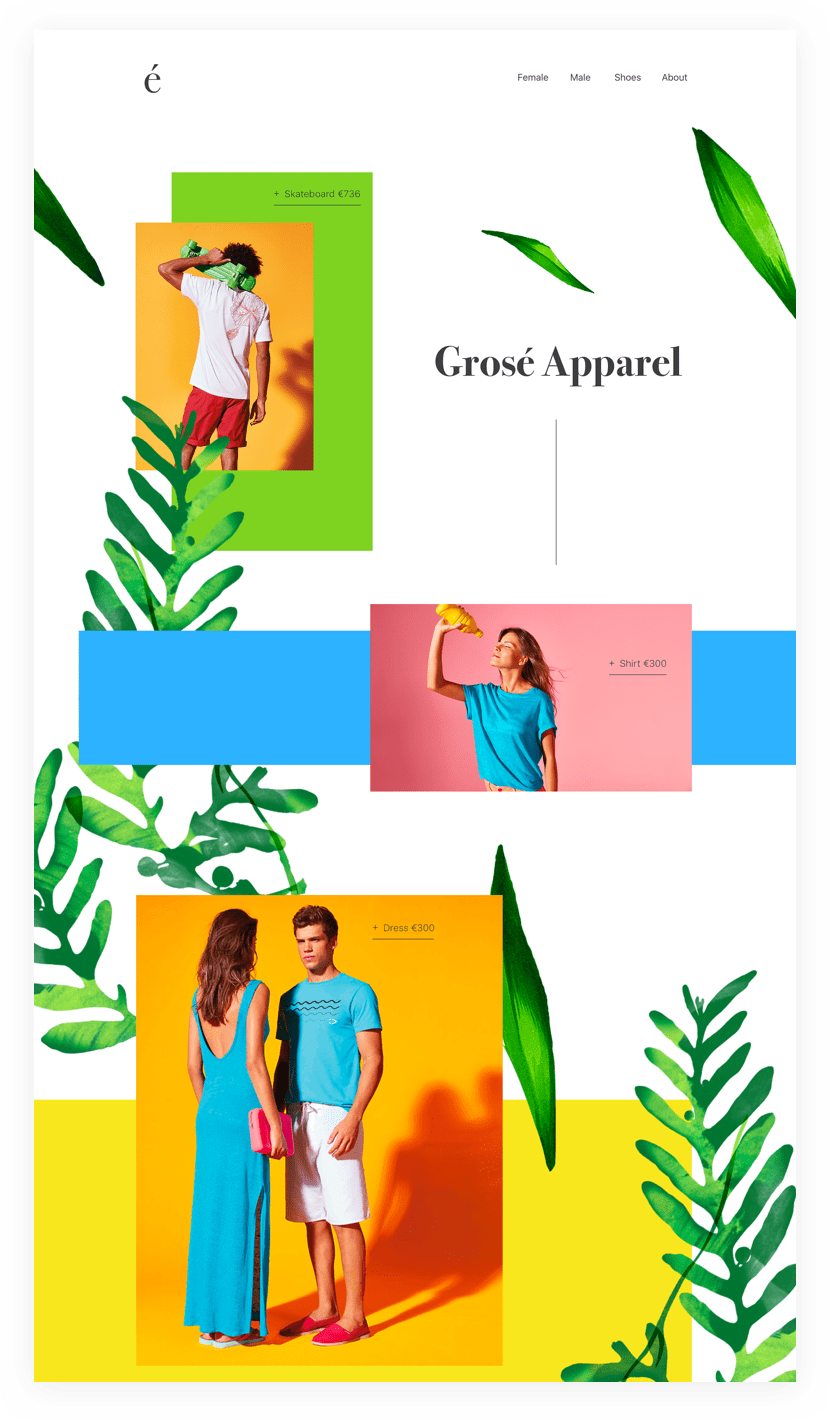 é
Female Male Shoes About
+ Skateboard €736
Grosé Apparel
+ Shirt €300
+ Dress €300